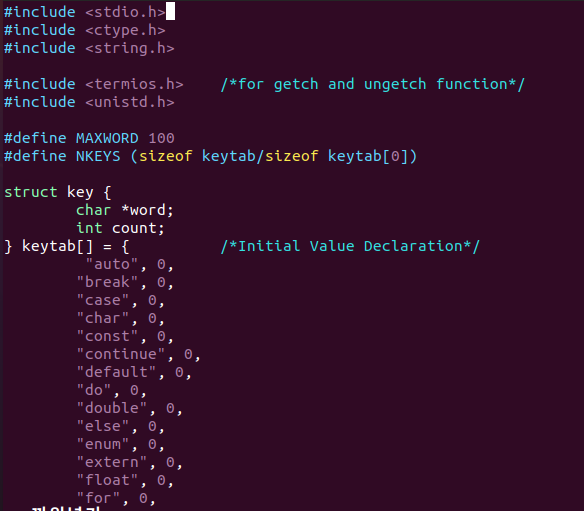 #include <stdio.h>
#include <ctype.h>
#include <string.h>
#include <termios.h>    /*for getch and ungetch function*/
#include <unistd.h>
#define MAXWORD 100
#define NKEYS (sizeof keytab/sizeof keytab[0])
struct key {
        char *word;
        int count;
} keytab[] = {          /*Initial Value Declaration*/
         "auto", 0,
        "break", 0,
        "case", 0,
        "char", 0,
        "const", 0,
        "continue", 0,
        "default", 0,
        "do", 0,
        "double", 0,
        "else", 0,
        "enum", 0,
        "extern", 0,
        "float", 0,
        "for", 0,